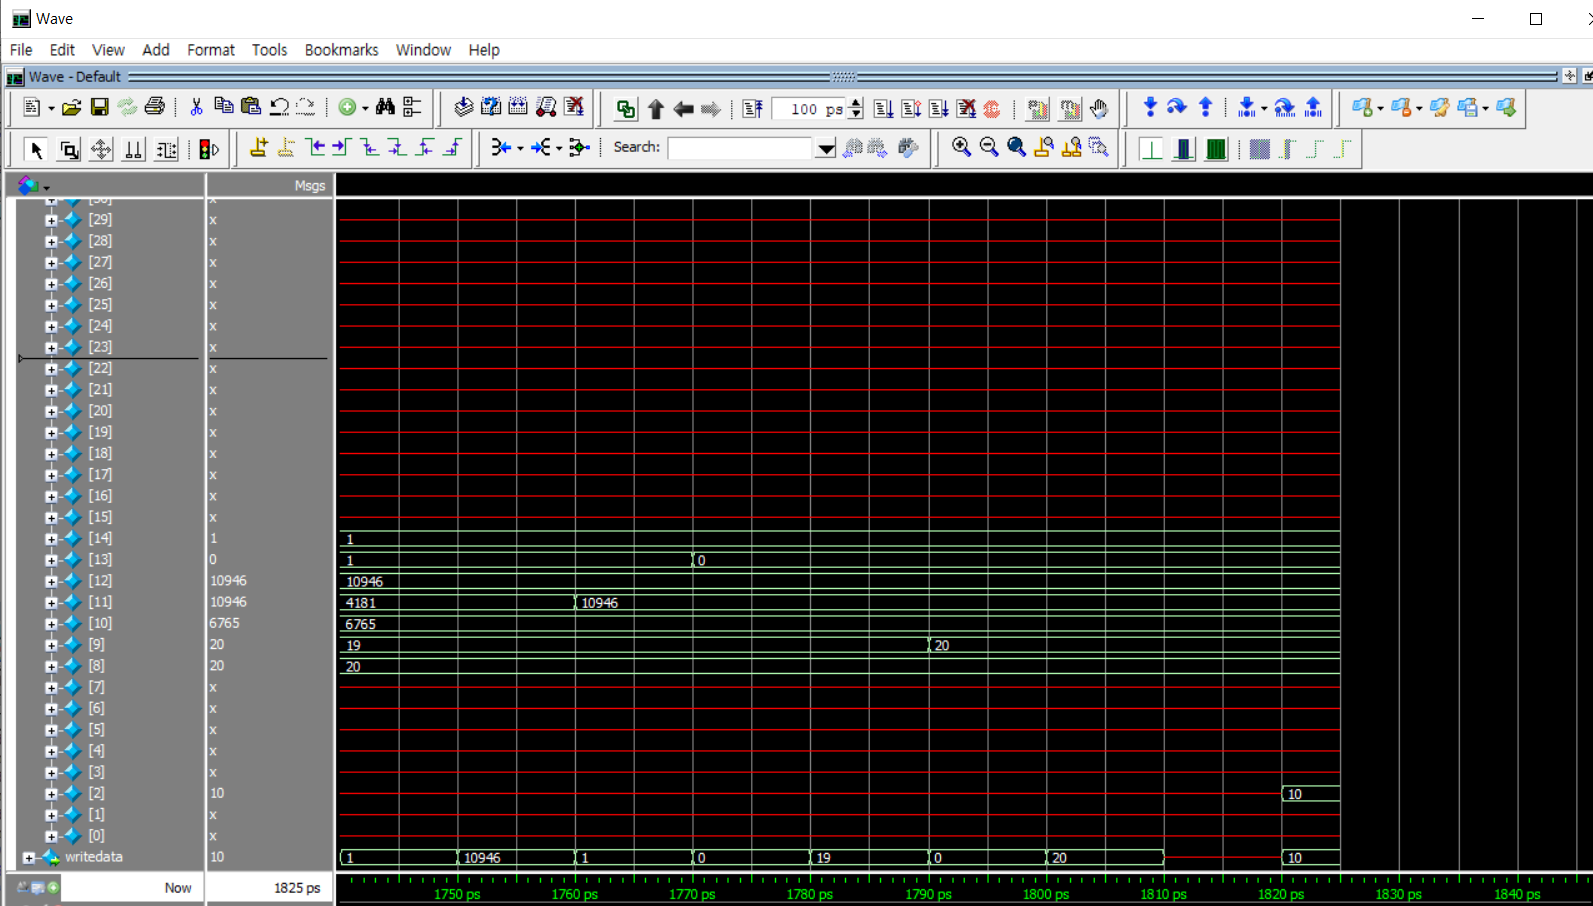 Wave
File Edit View Add Format Tools Bookmarks Window Help
Wave - Default
100 ps
Search:
Msgs
[30] x
[29] x
[28] x
[27] x
[26] x
[25] x
[24] x
[23] x
[22] x
[21] x
[20] x
[19] x
[18] x
[17] x
[16] x
[15] x
[14] 1 1
[13] 0 1 0
[12] 10946 10946
[11] 10946 4181 10946
[10] 6765 6765
[9] 20 19 20
[8] 20 20
[7] x
[6] x
[5] x
[4] x
[3] x
[2] 10 10
[1] x
[0] x
writedata 10 1 10946 1 0 19 0 20 10
Now 1825 ps 1750 ps 1760 ps 1770 ps 1780 ps 1790 ps 1800 ps 1810 ps 1820 ps 1830 ps 1840 ps